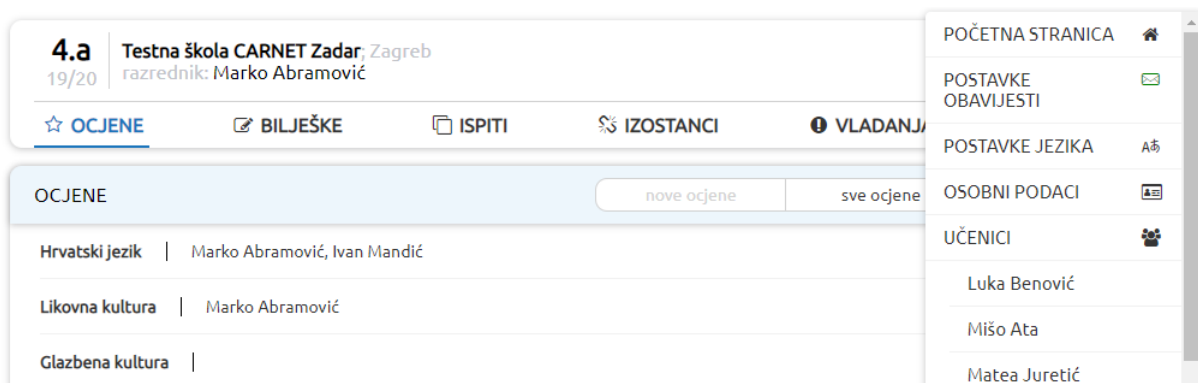 4.a
19/20
Testna škola CARNET Zadar; Zagreb
razrednik: Marko Abramović
OCJENE
BILJEŠKE
ISPITI
IZOSTANCI
VLADANJA
OCJENE
nove ocjene
sve ocjene
Hrvatski jezik
Marko Abramović, Ivan Mandić
Likovna kultura
Marko Abramović
Glazbena kultura
POČETNA STRANICA
POSTAVKE
OBAVIJESTI
POSTAVKE JEZIKA
OSOBNI PODACI
UČENICI
Luka Benović
Mišo Ata
Matea Juretić